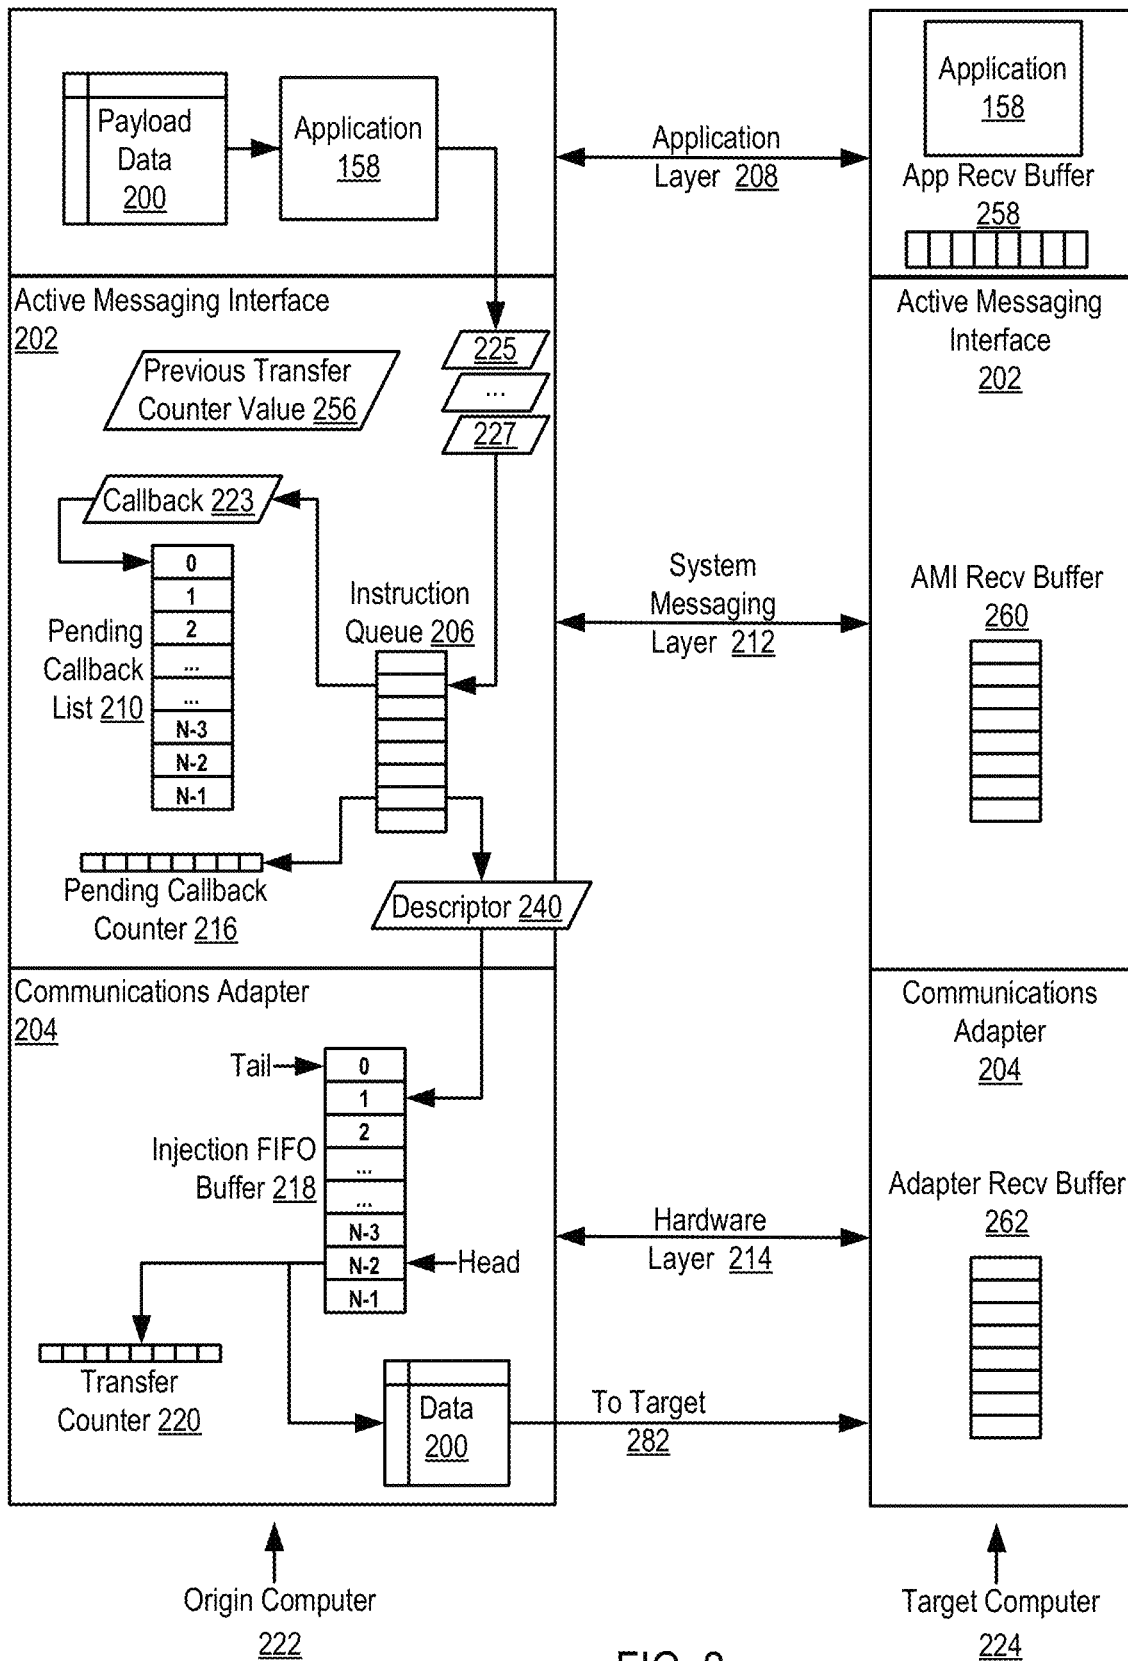 Payload
Data
200
Application
158
Application
Layer 208
Application
158
App Recv Buffer
258
Active Messaging Interface
202
225
...
227
Previous Transfer
Counter Value 256
Callback 223
0
1
2
...
...
N-3
N-2
N-1
Pending
Callback
List 210
Instruction
Queue 206
Pending Callback
Counter 216
Descriptor 240
System
Messaging
Layer 212
Active Messaging
Interface
202
AMI Recv Buffer
260
Communications Adapter
204
Tail
0
1
2
...
...
N-3
N-2
N-1
Injection FIFO
Buffer 218
Head
Transfer
Counter 220
Data
200
Hardware
Layer 214
To Target
282
Communications
Adapter
204
Adapter Recv Buffer
262
Origin Computer
222
Target Computer
224